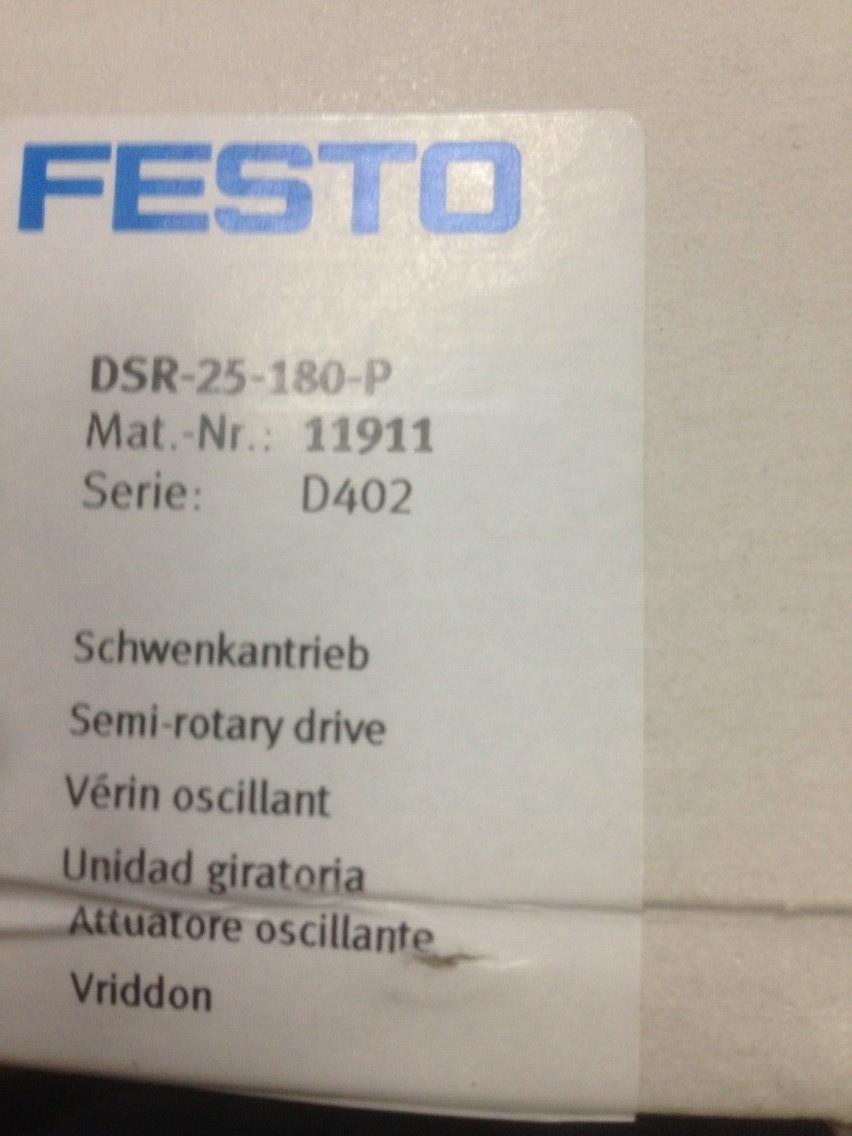 FESTO
DSR-25-180-P
Mat.-Nr.: 11911
Serie: D402
Schwenkantrieb
Semi-rotary drive
Vérin oscillant
Unidad giratoria
Attuatore oscillante
Vriddon